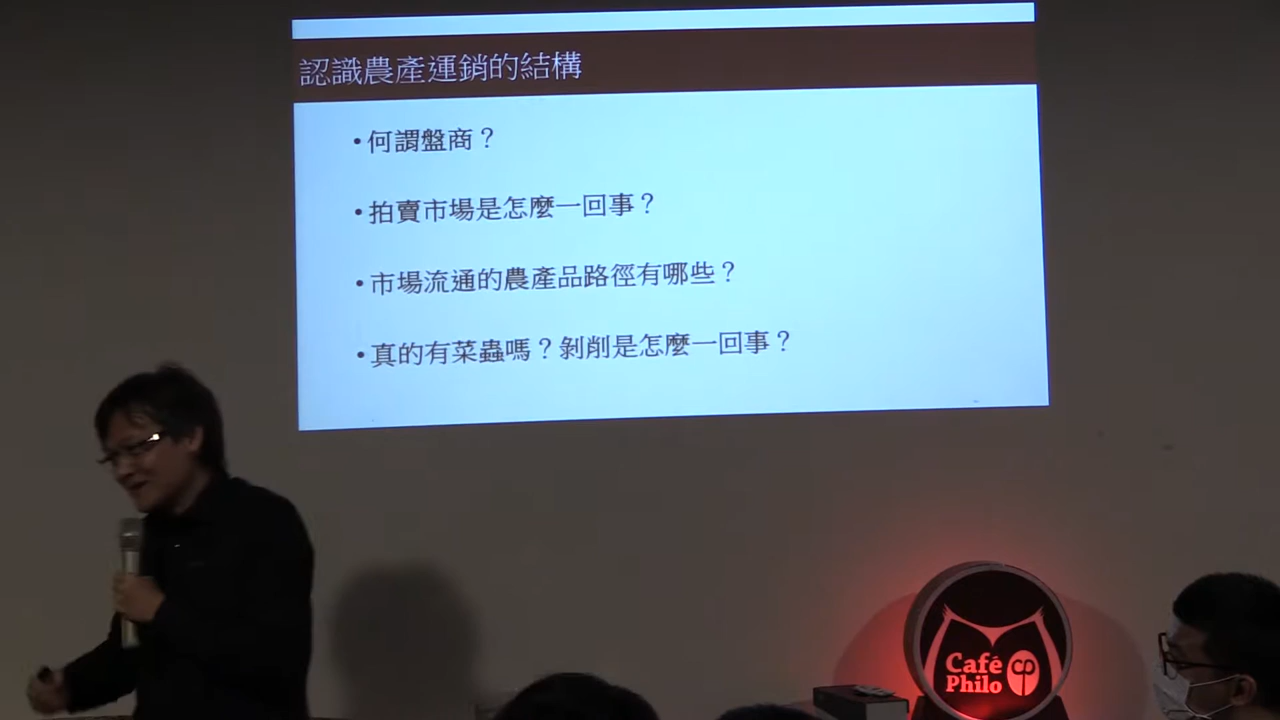 認識農產運銷的結構
•何謂盤商？
•拍賣市場是怎麼一回事？
•市場流通的農產品路徑有哪些？
•真的有菜蟲嗎？剝削是怎麼一回事？
Café
Philo